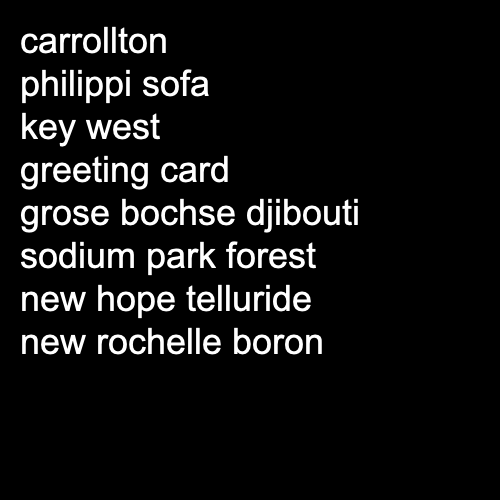 carrollton
philippi sofa
key west
greeting card
grose bochse djibouti
sodium park forest
new hope telluride
new rochelle boron